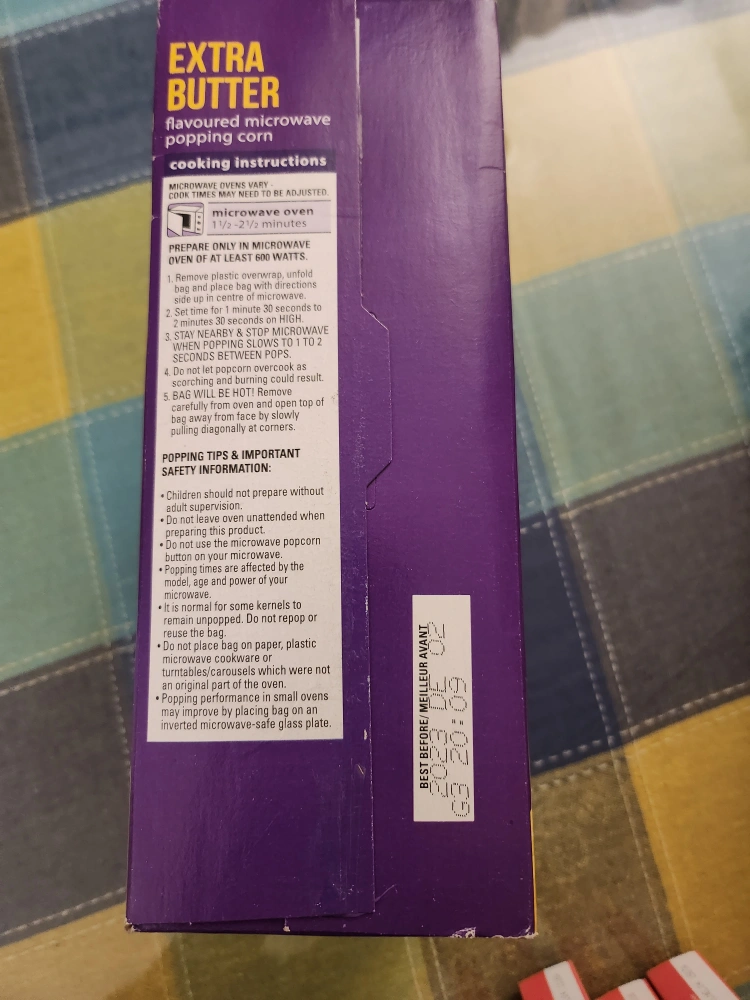 EXTRA
BUTTER
flavoured microwave
popping corn
cooking instructions
MICROWAVE OVENS VARY -
COOK TIMES MAY NEED TO BE ADJUSTED.
microwave oven
1 1/2 - 2 1/2 minutes
PREPARE ONLY IN MICROWAVE
OVEN OF AT LEAST 600 WATTS.
1. Remove plastic overwrap, unfold
bag and place bag with directions
side up in centre of microwave.
2. Set time for 1 minute 30 seconds to
2 minutes 30 seconds on HIGH.
3. STAY NEARBY & STOP MICROWAVE
WHEN POPPING SLOWS TO 1 TO 2
SECONDS BETWEEN POPS.
4. Do not let popcorn overcook as
scorching and burning could result.
5. BAG WILL BE HOT! Remove
carefully from oven and open top of
bag away from face by slowly
pulling diagonally at corners.
POPPING TIPS & IMPORTANT
SAFETY INFORMATION:
• Children should not prepare without
adult supervision.
• Do not leave oven unattended when
preparing this product.
• Do not use the microwave popcorn
button on your microwave.
• Popping times are affected by the
model, age and power of your
microwave.
• It is normal for some kernels to
remain unpopped. Do not repop or
reuse the bag.
• Do not place bag on paper, plastic
microwave cookware or
turntables/carousels which were not
an original part of the oven.
• Popping performance in small ovens
may improve by placing bag on an
inverted microwave-safe glass plate.
BEST BEFORE/ MEILLEUR AVANT
2023 DE 02
G3 20:09